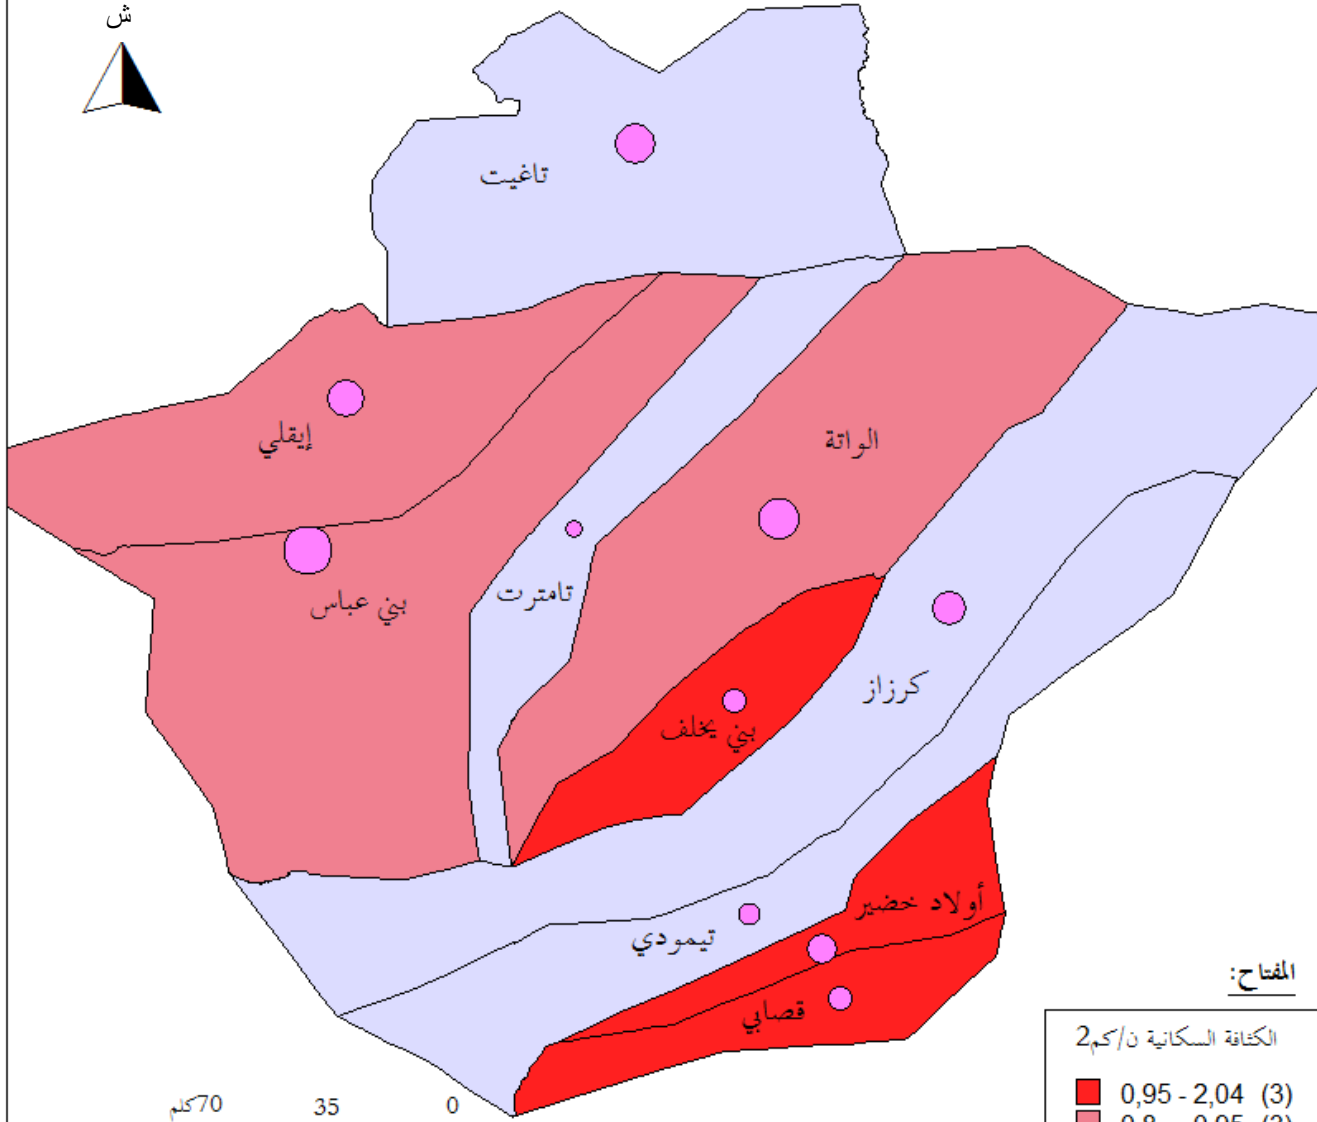 ش
تاغيت
إيقلي
الواتة
تامترت
بني عباس
كرزاز
بني يخلف
أولاد خضير
تيمودي
قصابي
المفتاح:
الكثافة السكانية ن/كم2
0,95 - 2,04 (3)
70كلم 35 0